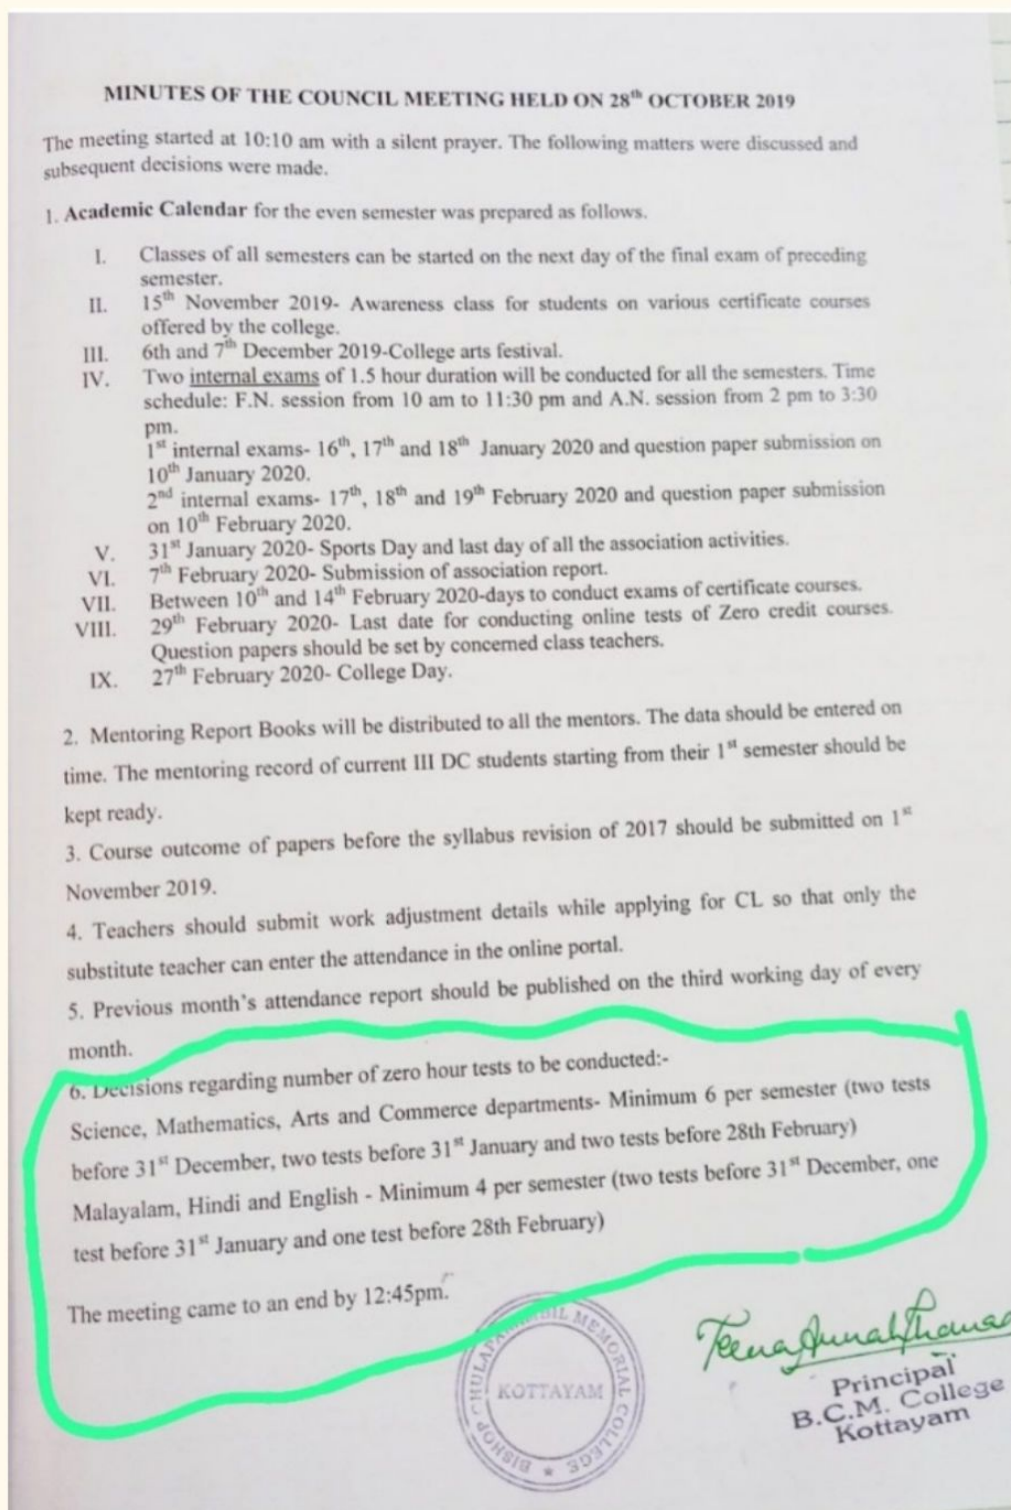 MINUTES OF THE COUNCIL MEETING HELD ON 28th OCTOBER 2019
The meeting started at 10:10 am with a silent prayer. The following matters were discussed and
subsequent decisions were made.
1. Academic Calendar for the even semester was prepared as follows.
I. Classes of all semesters can be started on the next day of the final exam of preceding
semester.
II. 15th November 2019- Awareness class for students on various certificate courses
offered by the college.
III. 6th and 7th December 2019-College arts festival.
IV. Two internal exams of 1.5 hour duration will be conducted for all the semesters. Time
schedule: F.N. session from 10 am to 11:30 pm and A.N. session from 2 pm to 3:30
pm.
1st internal exams- 16th, 17th and 18th January 2020 and question paper submission on
10th January 2020.
2nd internal exams- 17th, 18th and 19th February 2020 and question paper submission
on 10th February 2020.
V. 31st January 2020- Sports Day and last day of all the association activities.
VI. 7th February 2020- Submission of association report.
VII. Between 10th and 14th February 2020-days to conduct exams of certificate courses.
VIII. 29th February 2020- Last date for conducting online tests of Zero credit courses.
Question papers should be set by concerned class teachers.
IX. 27th February 2020- College Day.
2. Mentoring Report Books will be distributed to all the mentors. The data should be entered on
time. The mentoring record of current III DC students starting from their 1st semester should be
kept ready.
3. Course outcome of papers before the syllabus revision of 2017 should be submitted on 1st
November 2019.
4. Teachers should submit work adjustment details while applying for CL so that only the
substitute teacher can enter the attendance in the online portal.
5. Previous month's attendance report should be published on the third working day of every
month.
6. Decisions regarding number of zero hour tests to be conducted:-
Science, Mathematics, Arts and Commerce departments- Minimum 6 per semester (two tests
before 31st December, two tests before 31st January and two tests before 28th February)
Malayalam, Hindi and English - Minimum 4 per semester (two tests before 31st December, one
test before 31st January and one test before 28th February)
The meeting came to an end by 12:45pm.
BISHOP CHULAPARAMBIL MEMORIAL COLLEGE
KOTTAYAM
Principal
B.C.M. College
Kottayam